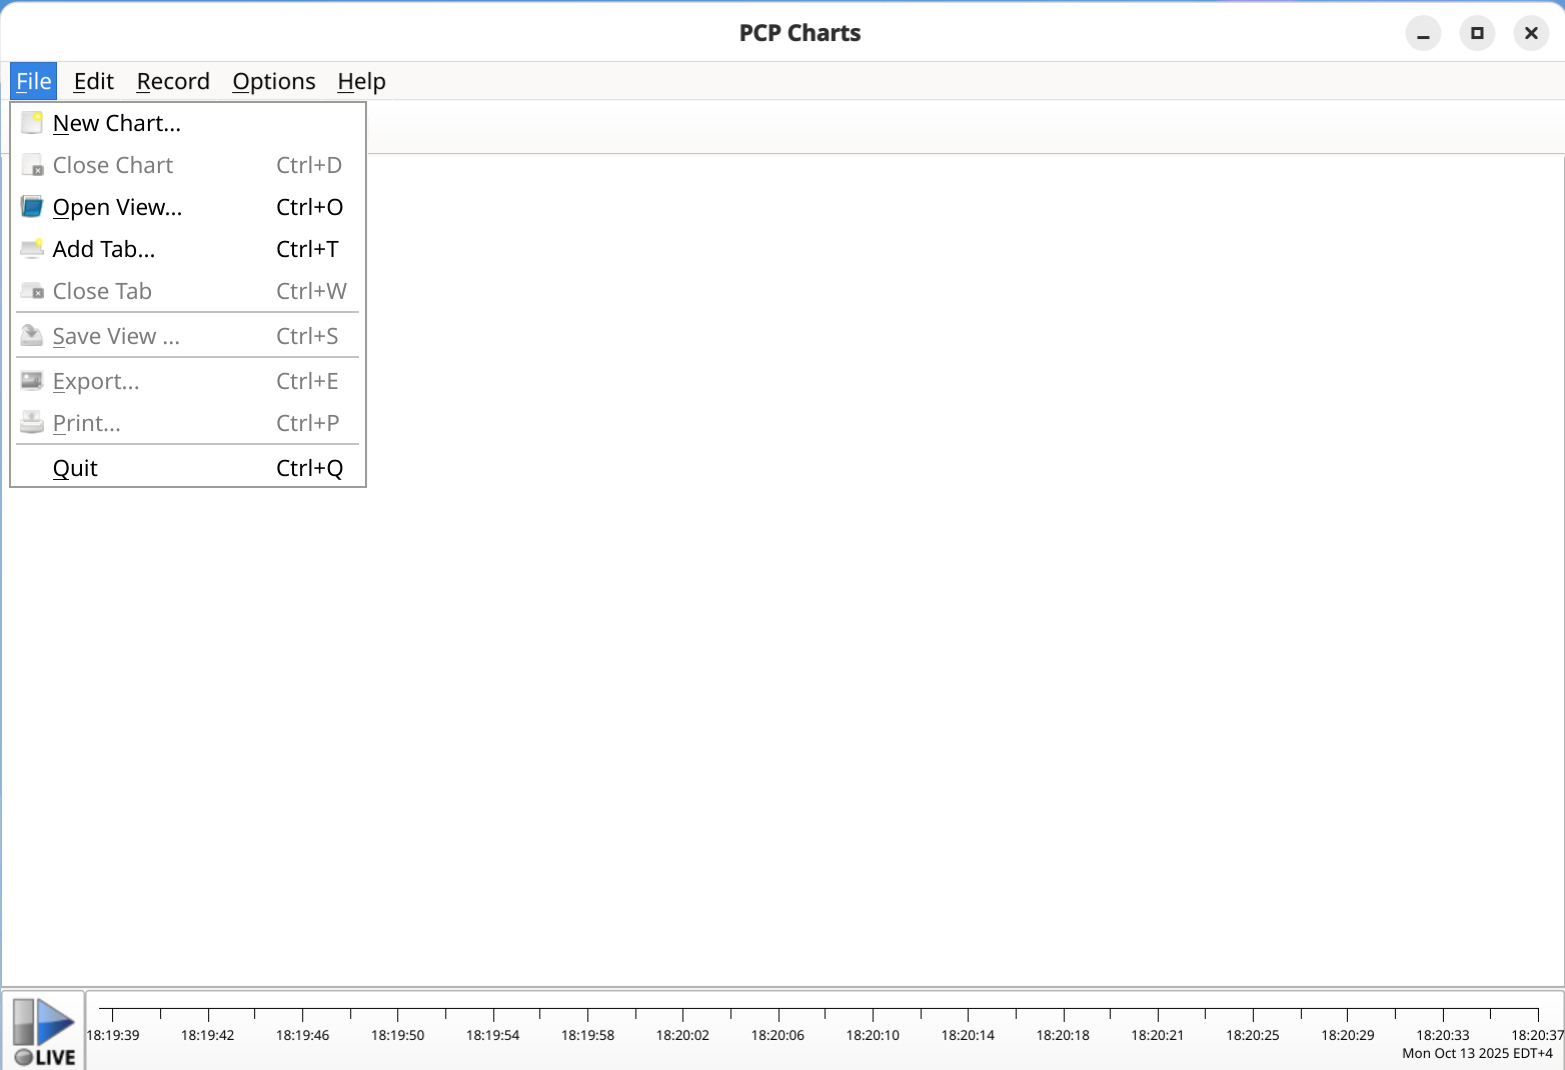 PCP Charts
File Edit Record Options Help
New Chart...
Close Chart Ctrl+D
Open View... Ctrl+O
Add Tab... Ctrl+T
Close Tab Ctrl+W
Save View ... Ctrl+S
Export... Ctrl+E
Print... Ctrl+P
Quit Ctrl+Q
18:19:39 18:19:42 18:19:46 18:19:50 18:19:54 18:19:58 18:20:02 18:20:06 18:20:10 18:20:14 18:20:18 18:20:21 18:20:25 18:20:29 18:20:33 18:20:37
LIVE Mon Oct 13 2025 EDT+4